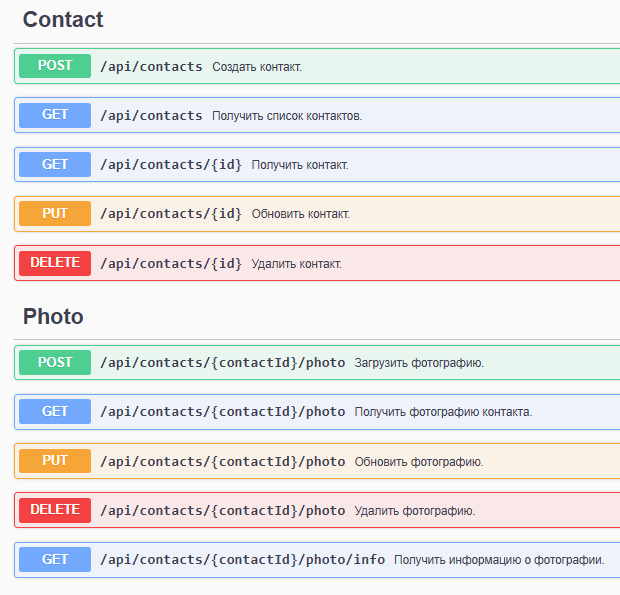 Contact
POST /api/contacts Создать контакт.
GET /api/contacts Получить список контактов.
GET /api/contacts/{id} Получить контакт.
PUT /api/contacts/{id} Обновить контакт.
DELETE /api/contacts/{id} Удалить контакт.
Photo
POST /api/contacts/{contactId}/photo Загрузить фотографию.
GET /api/contacts/{contactId}/photo Получить фотографию контакта.
PUT /api/contacts/{contactId}/photo Обновить фотографию.
DELETE /api/contacts/{contactId}/photo Удалить фотографию.
GET /api/contacts/{contactId}/photo/info Получить информацию о фотографии.